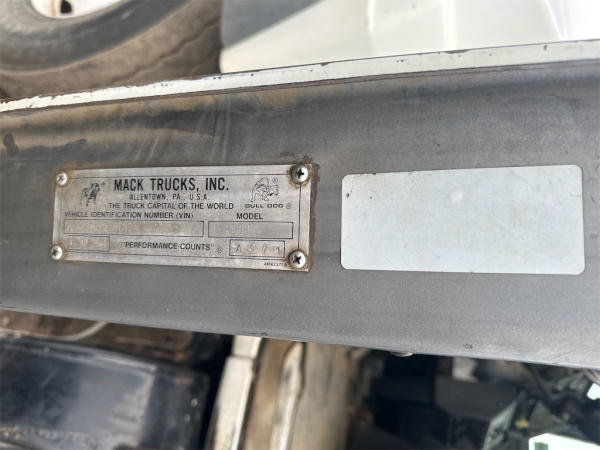 MACK TRUCKS, INC.
ALLENTOWN, PA., U.S.A.
THE TRUCK CAPITAL OF THE WORLD
BULL DOG ®
VEHICLE IDENTIFICATION NUMBER (VIN) MODEL
"PERFORMANCE COUNTS" ®